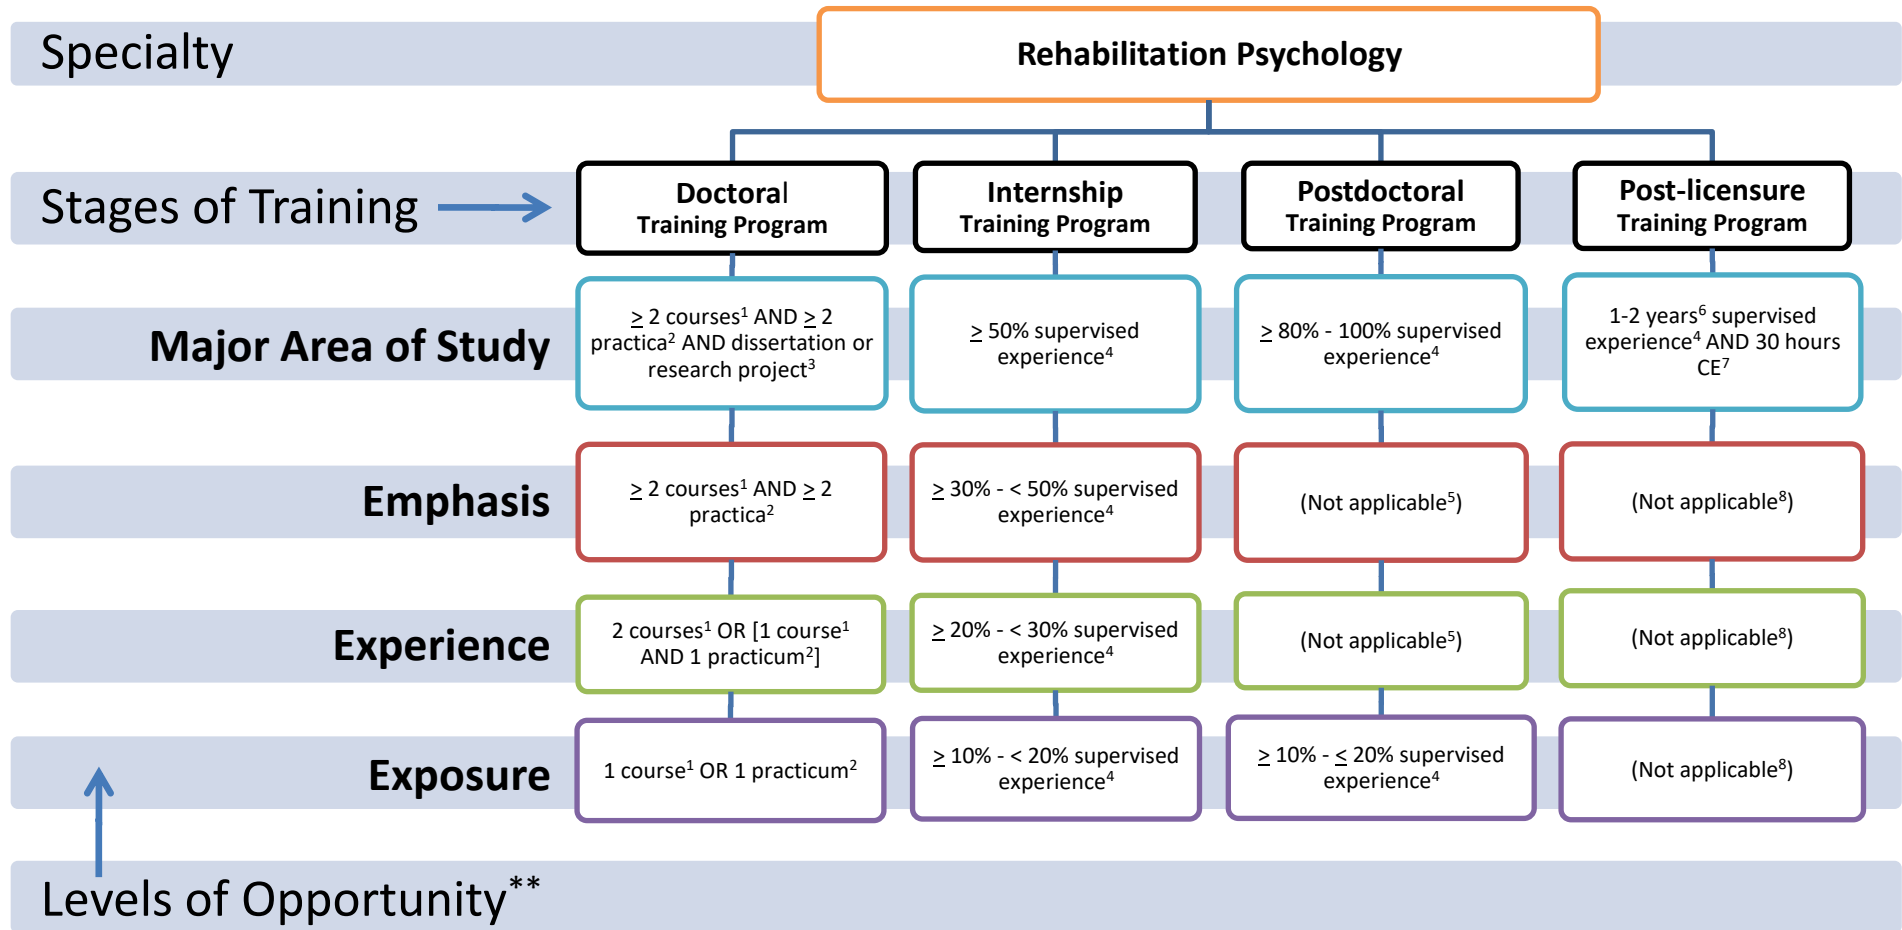 Specialty
Rehabilitation Psychology
Stages of Training
Doctoral
Training Program
Internship
Training Program
Postdoctoral
Training Program
Post-licensure
Training Program
Major Area of Study
≥ 2 courses¹ AND ≥ 2
practica² AND dissertation or
research project³
≥ 50% supervised
experience⁴
≥ 80% - 100% supervised
experience⁴
1-2 years⁶ supervised
experience⁴ AND 30 hours
CE⁷
Emphasis
≥ 2 courses¹ AND ≥ 2
practica²
≥ 30% - < 50% supervised
experience⁴
(Not applicable⁵)
(Not applicable⁸)
Experience
2 courses¹ OR [1 course¹
AND 1 practicum²]
≥ 20% - < 30% supervised
experience⁴
(Not applicable⁵)
(Not applicable⁸)
Exposure
1 course¹ OR 1 practicum²
≥ 10% - < 20% supervised
experience⁴
≥ 10% - ≤ 20% supervised
experience⁴
(Not applicable⁸)
Levels of Opportunity**